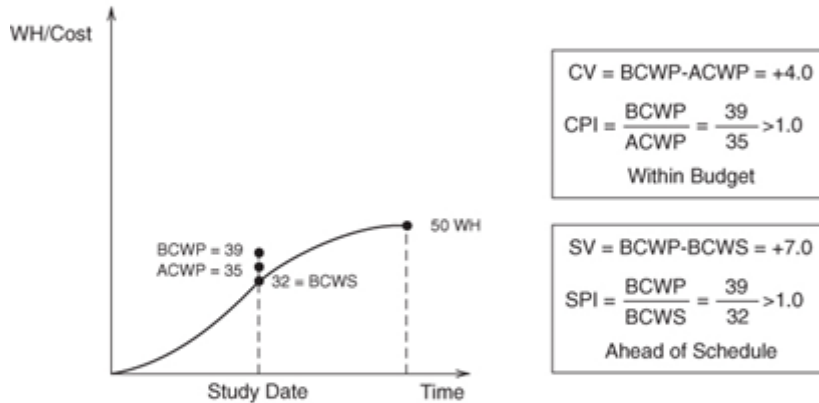 WH/Cost
BCWP = 39
ACWP = 35
32 = BCWS
50 WH
Study Date
Time
CV = BCWP-ACWP = +4.0
CPI = BCWP/ACWP = 39/35 >1.0
Within Budget
SV = BCWP-BCWS = +7.0
SPI = BCWP/BCWS = 39/32 >1.0
Ahead of Schedule